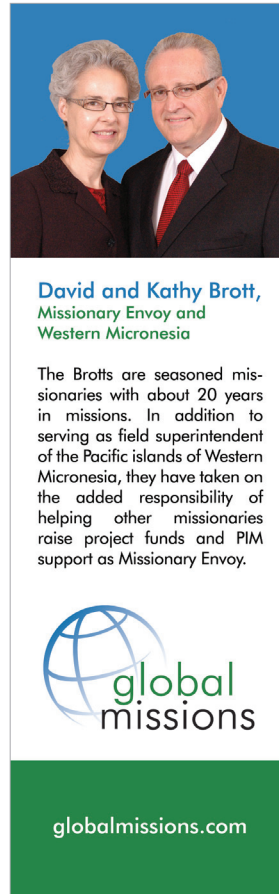 David and Kathy Brott,
Missionary Envoy and
Western Micronesia
The Brotts are seasoned mis-
sionaries with about 20 years
in missions. In addition to
serving as field superintendent
of the Pacific islands of Western
Micronesia, they have taken on
the added responsibility of
helping other missionaries
raise project funds and PIM
support as Missionary Envoy.
global
missions
globalmissions.com